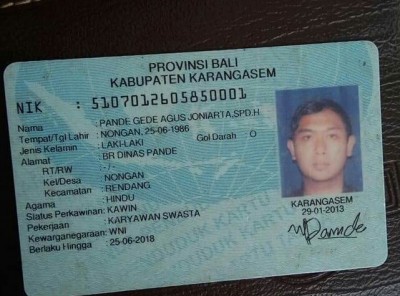 PROVINSI BALI
KABUPATEN KARANGASEM
NIK : 5107012605850001
Nama : PANDE GEDE AGUS JONIARTA,SPD.H
Tempat/Tgl Lahir : NONGAN, 25-06-1986
Jenis Kelamin : LAKI-LAKI Gol Darah O
Alamat : BR DINAS PANDE
RT/RW
Kel/Desa : NONGAN
Kecamatan : RENDANG
Agama : HINDU
Status Perkawinan: KAWIN
Pekerjaan : KARYAWAN SWASTA
Kewarganegaraan: WNI
Berlaku Hingga : 25-06-2018
KARANGASEM
29-01-2013